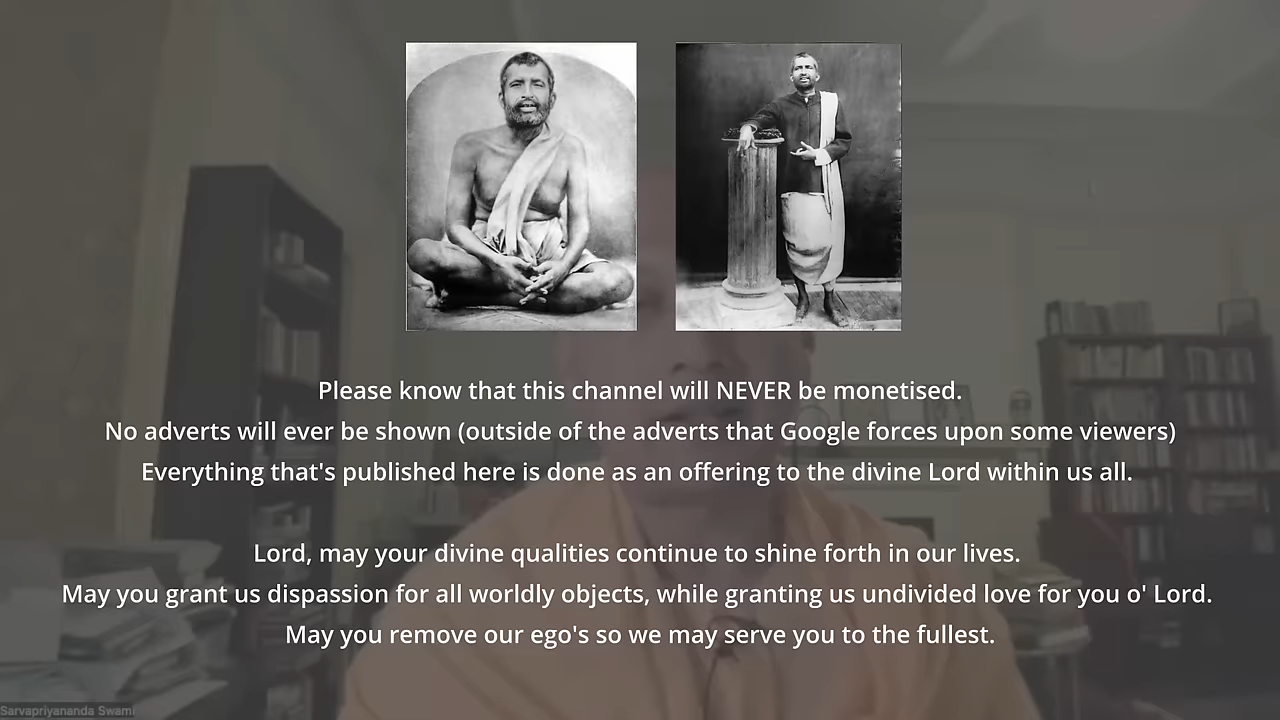 Please know that this channel will NEVER be monetised.
No adverts will ever be shown (outside of the adverts that Google forces upon some viewers)
Everything that's published here is done as an offering to the divine Lord within us all.
Lord, may your divine qualities continue to shine forth in our lives.
May you grant us dispassion for all worldly objects, while granting us undivided love for you o' Lord.
May you remove our ego's so we may serve you to the fullest.
Sarvapriyananda Swami